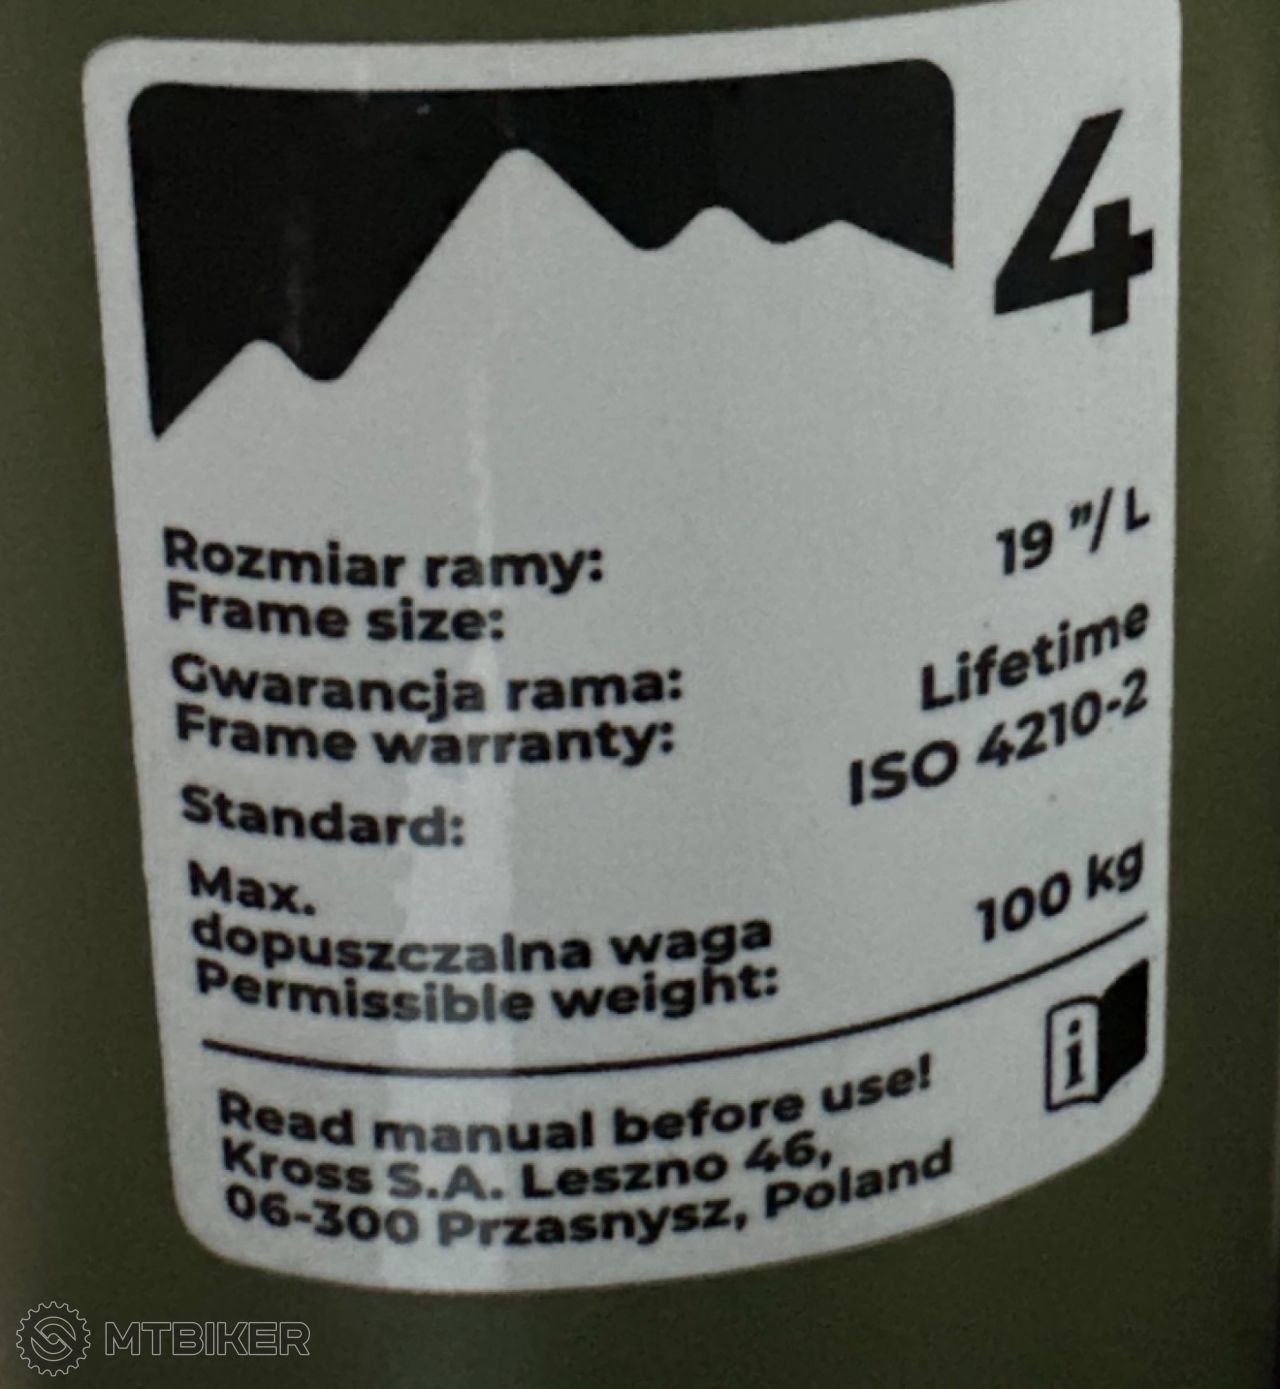 4
Rozmiar ramy:
Frame size:
19 "/ L
Gwarancja rama:
Frame warranty:
Lifetime
Standard:
ISO 4210-2
Max.
dopuszczalna waga
Permissible weight:
100 kg
Read manual before use!
Kross S.A. Leszno 46,
06-300 Przasnysz, Poland
i
MTBIKER